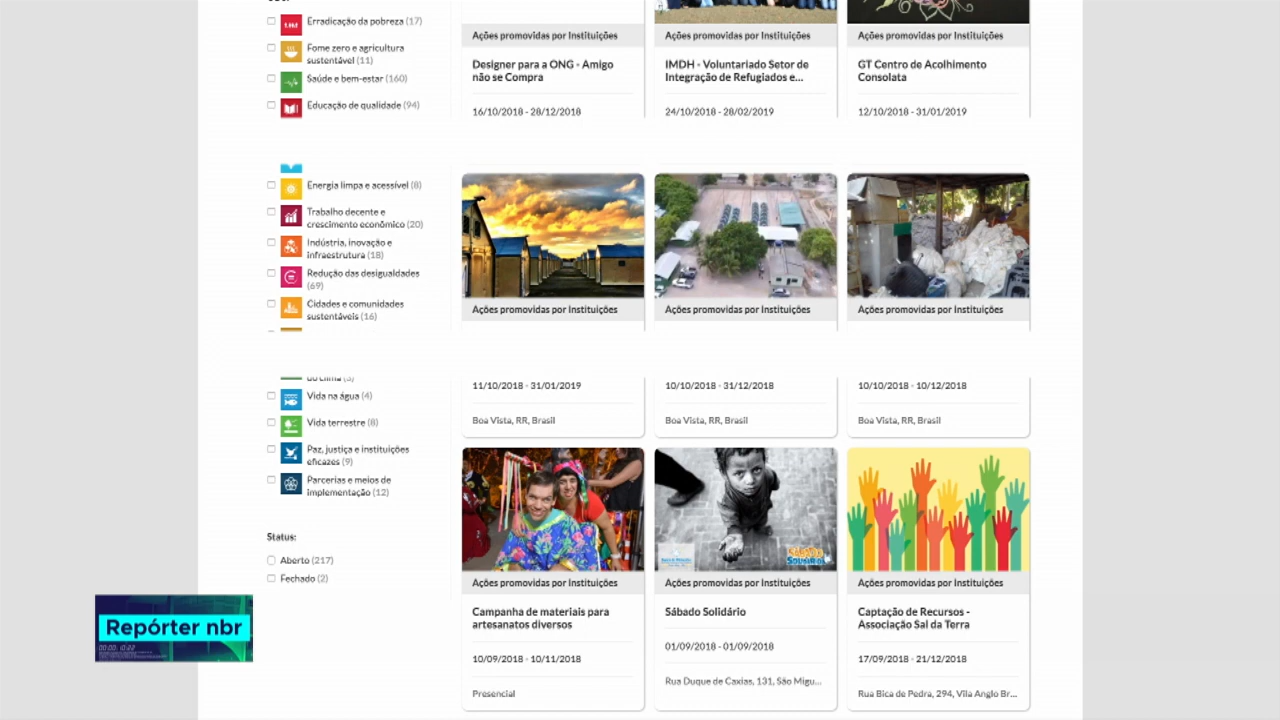 Erradicação da pobreza (17)
Fome zero e agricultura
sustentável (11)
Saúde e bem-estar (160)
Educação de qualidade (94)
Ações promovidas por Instituições
Designer para a ONG - Amigo
não se Compra
16/10/2018 - 28/12/2018
Ações promovidas por Instituições
IMDH - Voluntariado Setor de
Integração de Refugiados e...
24/10/2018 - 28/02/2019
Ações promovidas por Instituições
GT Centro de Acolhimento
Consolata
12/10/2018 - 31/01/2019
Energia limpa e acessível (8)
Trabalho decente e
crescimento econômico (20)
Indústria, inovação e
infraestrutura (18)
Redução das desigualdades
(69)
Cidades e comunidades
sustentáveis (16)
Ações promovidas por Instituições
Ações promovidas por Instituições
Ações promovidas por Instituições
do clima (3)
Vida na água (4)
Vida terrestre (8)
Paz, justiça e instituições
eficazes (9)
Parcerias e meios de
implementação (12)
Status:
Aberto (217)
Fechado (2)
11/10/2018 - 31/01/2019
Boa Vista, RR, Brasil
10/10/2018 - 31/12/2018
Boa Vista, RR, Brasil
10/10/2018 - 10/12/2018
Boa Vista, RR, Brasil
Ações promovidas por Instituições
Campanha de materiais para
artesanatos diversos
10/09/2018 - 10/11/2018
Presencial
SÁBADO
SOLIDÁRIO
Ações promovidas por Instituições
Sábado Solidário
01/09/2018 - 01/09/2018
Rua Duque de Caxias, 131, São Migu...
Ações promovidas por Instituições
Captação de Recursos -
Associação Sal da Terra
17/09/2018 - 21/12/2018
Rua Bica de Pedra, 294, Vila Anglo Br...
Repórter nbr